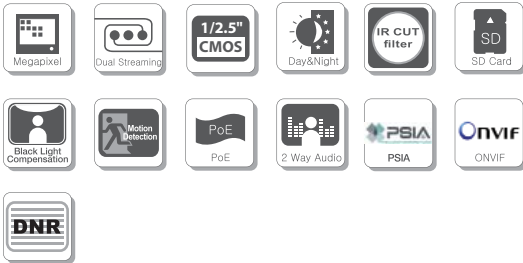 Megapixel
Dual Streaming
1/2.5"
CMOS
Day&Night
IR CUT
filter
SD
SD Card
Black Light
Compensation
Motion
Detection
PoE
PoE
2 Way Audio
PSIA
PSIA
ONVIF
ONVIF
DNR